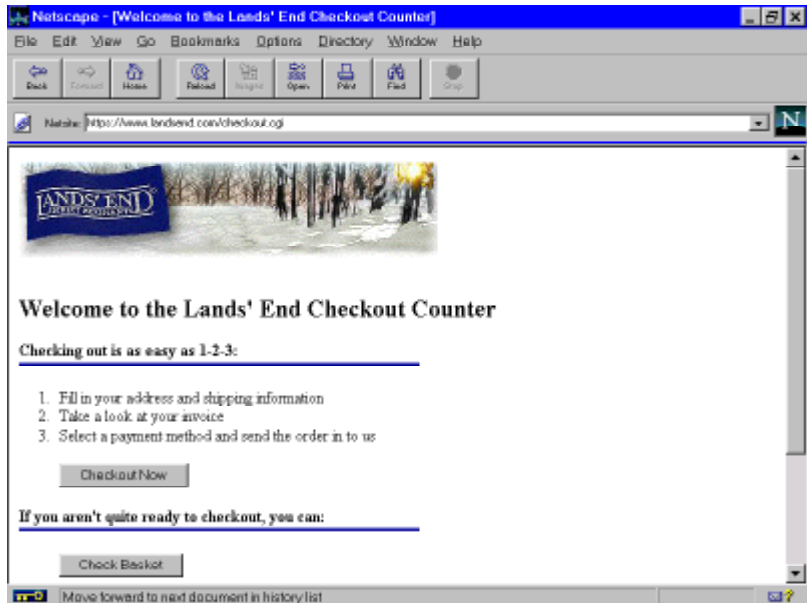 Netscape - [Welcome to the Lands' End Checkout Counter]
File Edit View Go Bookmarks Options Directory Window Help
Back Forward Home Reload Images Open Print Find Stop
Netsite: https://www.landsend.com/checkout.cgi
N
LANDS' END
DIRECT MERCHANTS
Welcome to the Lands' End Checkout Counter
Checking out is as easy as 1-2-3:
1. Fill in your address and shipping information
2. Take a look at your invoice
3. Select a payment method and send the order in to us
Checkout Now
If you aren't quite ready to checkout, you can:
Check Basket
Move forward to next document in history list